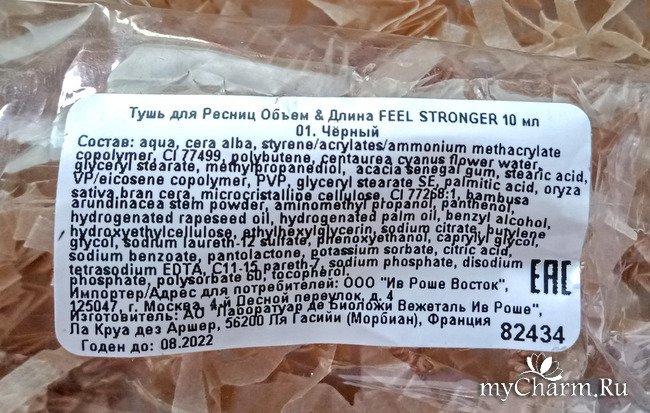 Тушь для Ресниц Объем & Длина FEEL STRONGER 10 мл
01. Чёрный
Состав: aqua, cera alba, styrene/acrylates/ammonium methacrylate
copolymer, CI 77499, polybutene, centaurea cyanus flower water,
glyceryl stearate, methylpropanediol, acacia senegal gum, stearic acid,
VP/eicosene copolymer, PVP, glyceryl stearate SE, palmitic acid, oryza
sativa bran cera, microcrystalline cellulose, CI 77268:1, bambusa
arundinacea stem powder, aminomethyl propanol, panthenol,
hydrogenated rapeseed oil, hydrogenated palm oil, benzyl alcohol,
hydroxyethylcellulose, ethylhexylglycerin, sodium citrate, butylene
glycol, sodium laureth-12 sulfate, phenoxyethanol, caprylyl glycol,
sodium benzoate, pantolactone, potassium sorbate, citric acid,
tetrasodium EDTA, C11-15 pareth-7, sodium phosphate, disodium
phosphate, polysorbate 60, tocopherol.
Импортер/Адрес для потребителей: ООО "Ив Роше Восток",
125047, г. Москва, 4-й Лесной переулок, д. 4
Изготовитель: АО "Лаборатуар Де Биоложи Вежеталь Ив Роше",
Ла Круа дез Аршер, 56200 Ля Гасийи (Морбиан), Франция
Годен до: 08.2022
EAC
82434
myCharm.Ru